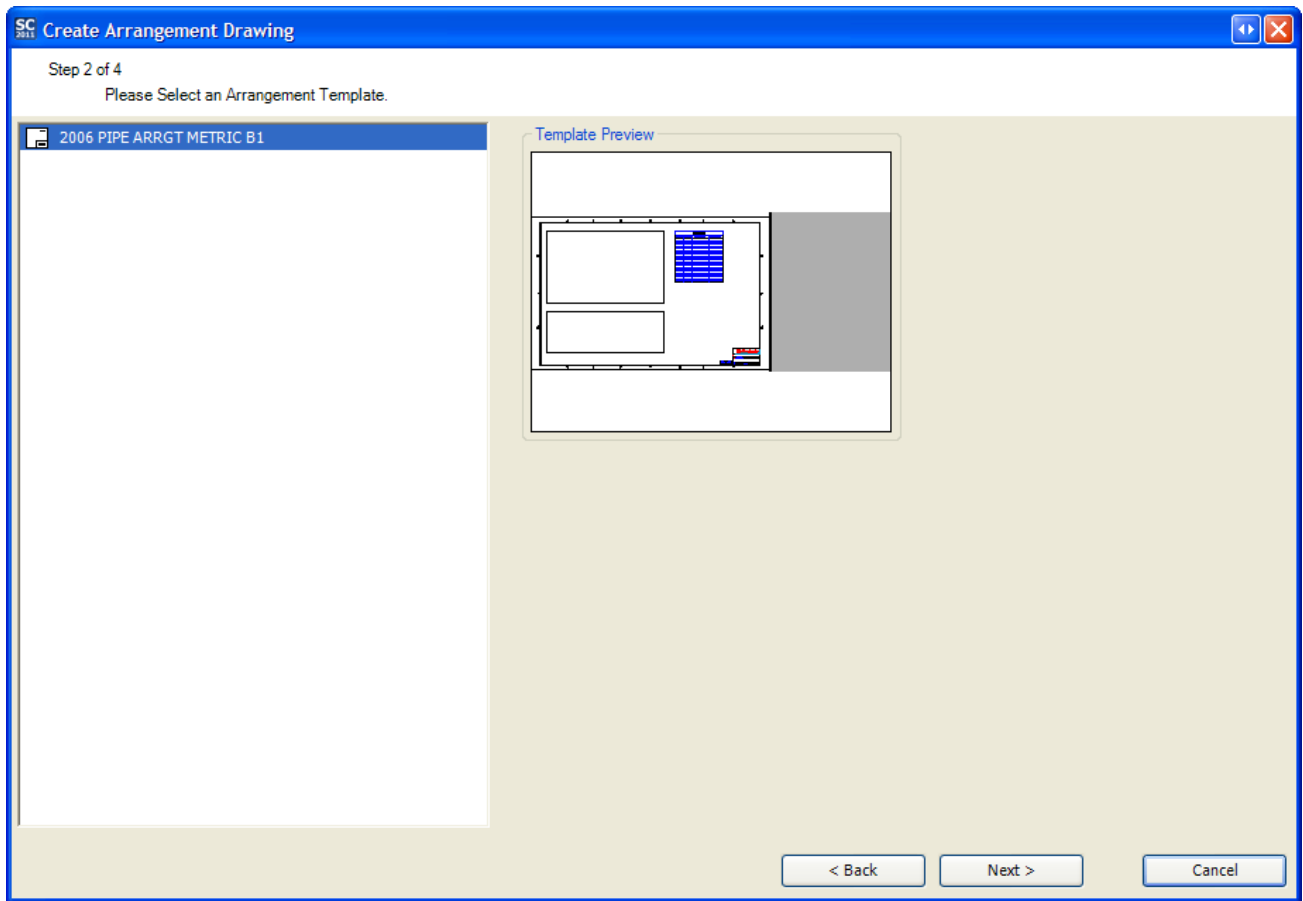 SC
2011
Create Arrangement Drawing
Step 2 of 4
Please Select an Arrangement Template.
2006 PIPE ARRGT METRIC B1
Template Preview
< Back
Next >
Cancel